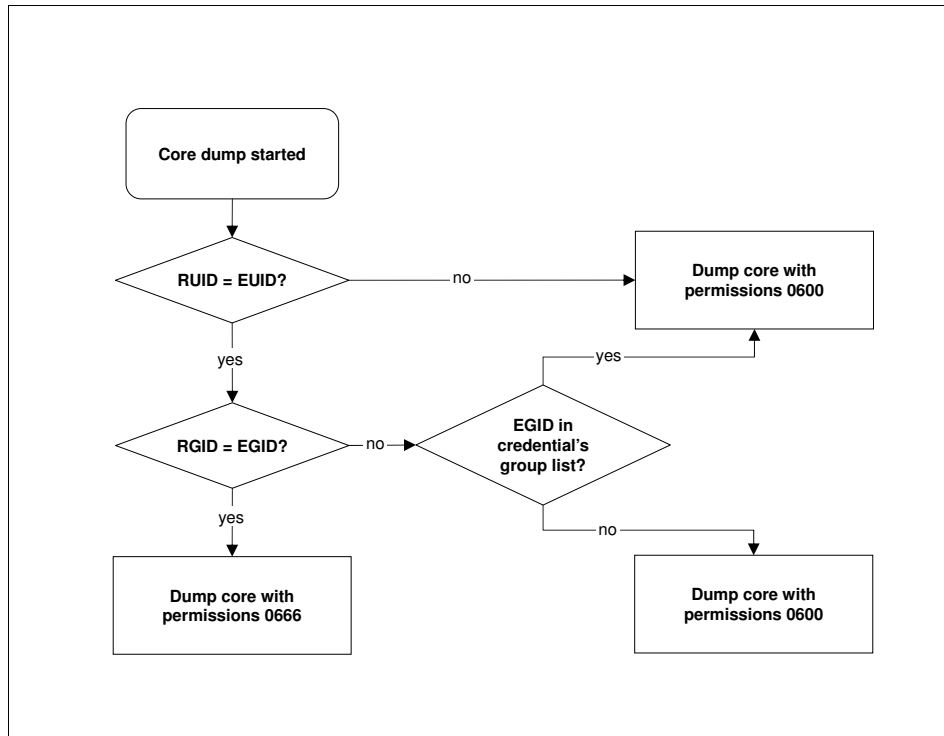 Core dump started
RUID = EUID?
no
Dump core with
permissions 0600
yes
yes
RGID = EGID?
no
EGID in
credential's
group list?
yes
no
Dump core with
permissions 0666
Dump core with
permissions 0600